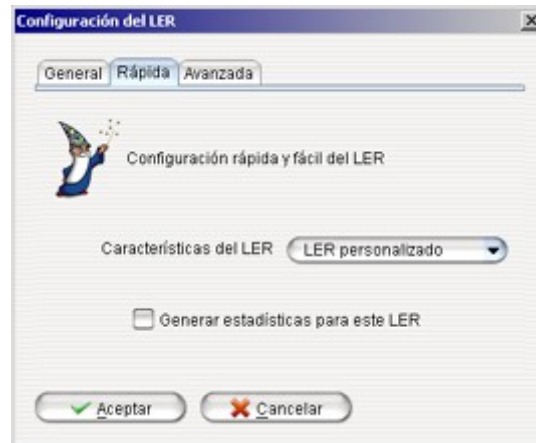 Configuración del LER
General Rápida Avanzada
Configuración rápida y fácil del LER
Características del LER LER personalizado
Generar estadísticas para este LER
Aceptar Cancelar